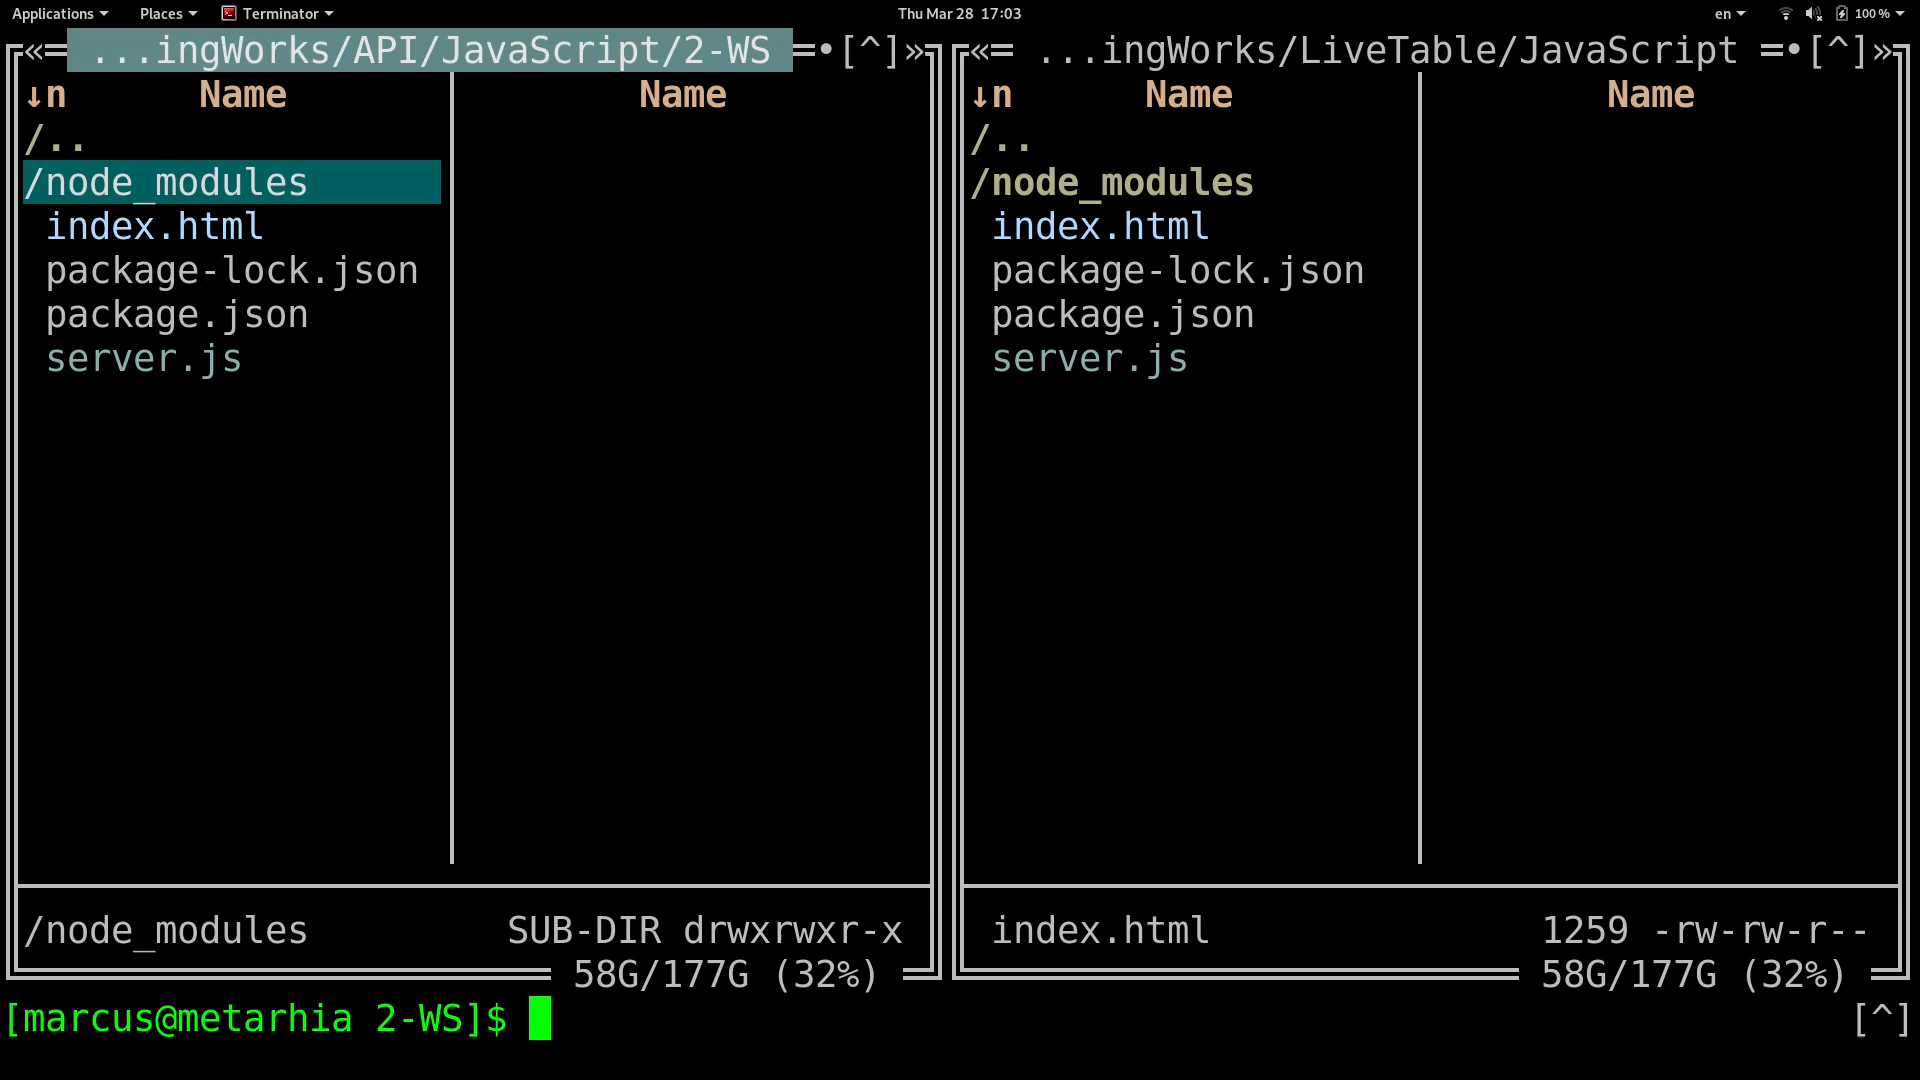 Applications Places Terminator Thu Mar 28 17:03 en 100 %
«= ...ingWorks/API/JavaScript/2-WS =•[^]» «= ...ingWorks/LiveTable/JavaScript =•[^]»
↓n Name Name ↓n Name Name
/.. /..
/node_modules /node_modules
index.html index.html
package-lock.json package-lock.json
package.json package.json
server.js server.js
/node_modules SUB-DIR drwxrwxr-x index.html 1259 -rw-rw-r--
58G/177G (32%) 58G/177G (32%)
[marcus@metarhia 2-WS]$ [^]